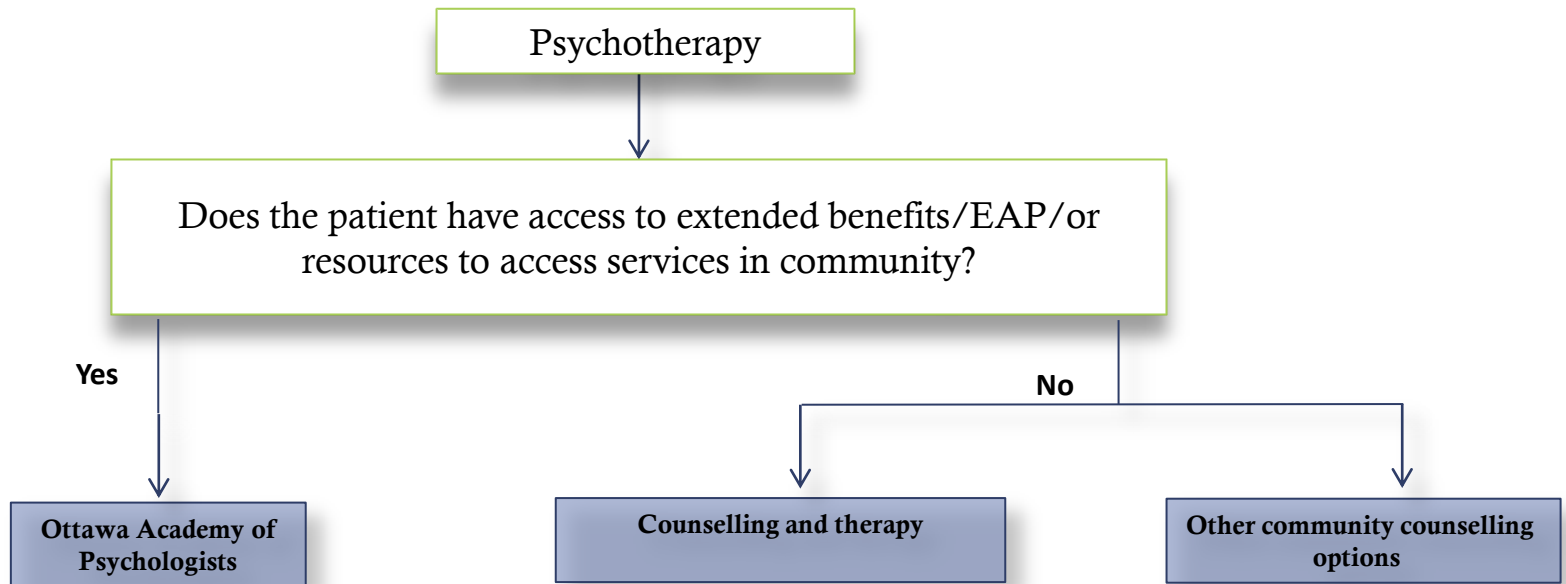 Psychotherapy
Does the patient have access to extended benefits/EAP/or
resources to access services in community?
Yes
No
Ottawa Academy of
Psychologists
Counselling and therapy
Other community counselling
options